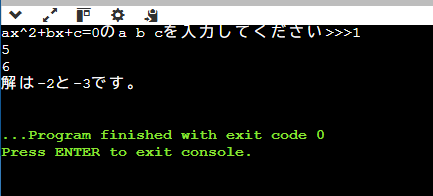 ax^2+bx+c=0のa b cを入力してください>>>1
5
6
解は-2と-3です。
...Program finished with exit code 0
Press ENTER to exit console.